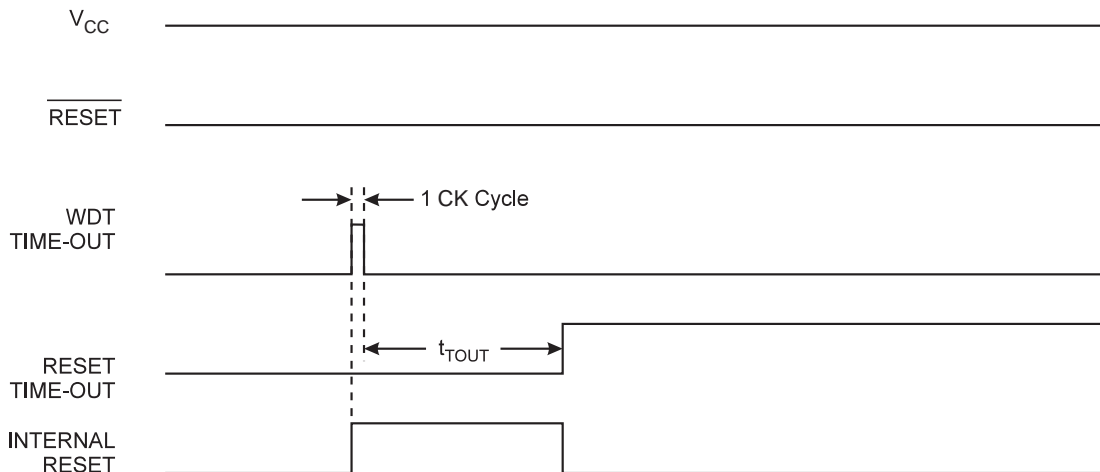 VCC
RESET
1 CK Cycle
WDT
TIME-OUT
tTOUT
RESET
TIME-OUT
INTERNAL
RESET